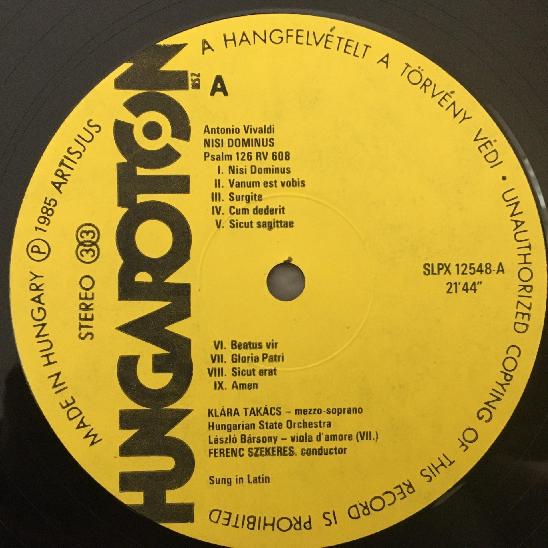 A HANGFELVÉTELT A TÖRVÉNY VÉDI • UNAUTHORIZED COPYING OF THIS RECORD IS PROHIBITED
MADE IN HUNGARY Ⓟ 1985 ARTISJUS
STEREO 33
HUNGAROTON
MSZ
A
Antonio Vivaldi
NISI DOMINUS
Psalm 126 RV 608
I. Nisi Dominus
II. Vanum est vobis
III. Surgite
IV. Cum dederit
V. Sicut sagittae
SLPX 12548-A
21'44"
VI. Beatus vir
VII. Gloria Patri
VIII. Sicut erat
IX. Amen
KLÁRA TAKÁCS – mezzo-soprano
Hungarian State Orchestra
László Bársony – viola d'amore (VII.)
FERENC SZEKERES, conductor
Sung in Latin